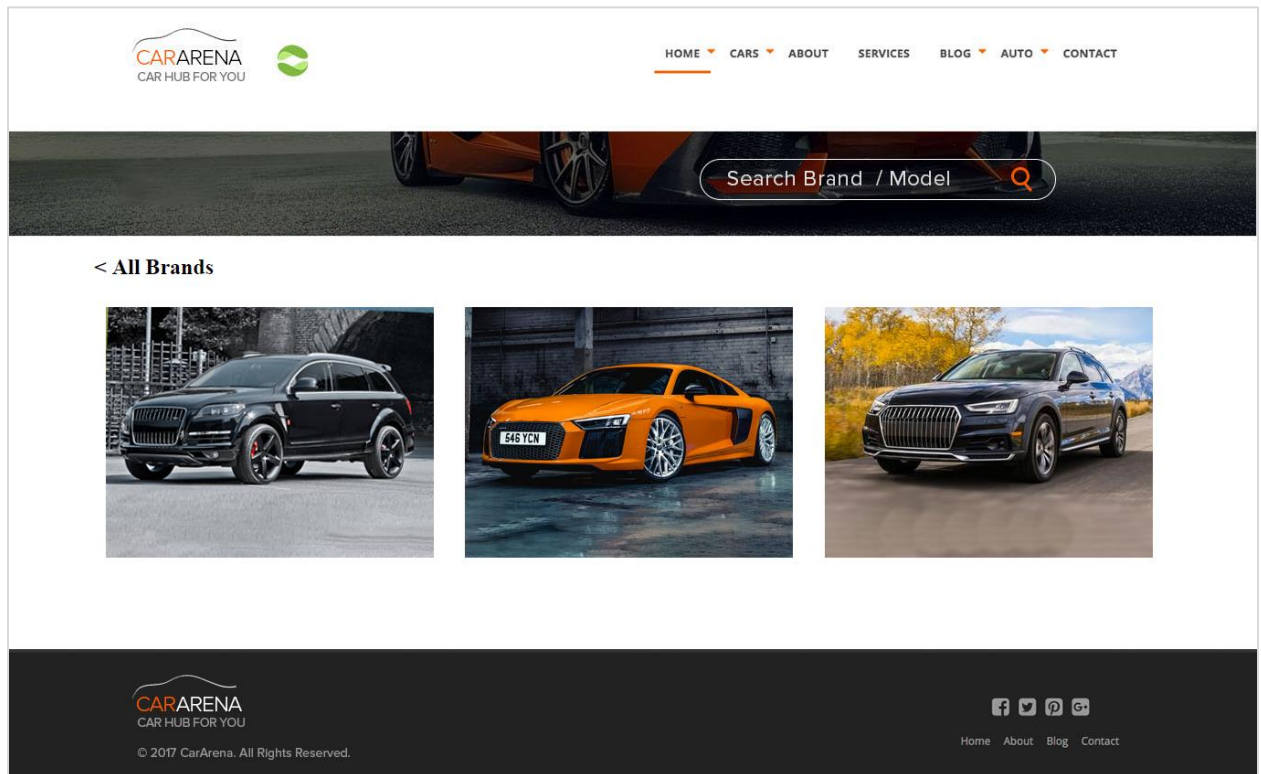 CARARENA
CAR HUB FOR YOU
HOME CARS ABOUT SERVICES BLOG AUTO CONTACT
Search Brand / Model
< All Brands
546 YCN
CARARENA
CAR HUB FOR YOU
© 2017 CarArena. All Rights Reserved.
Home About Blog Contact